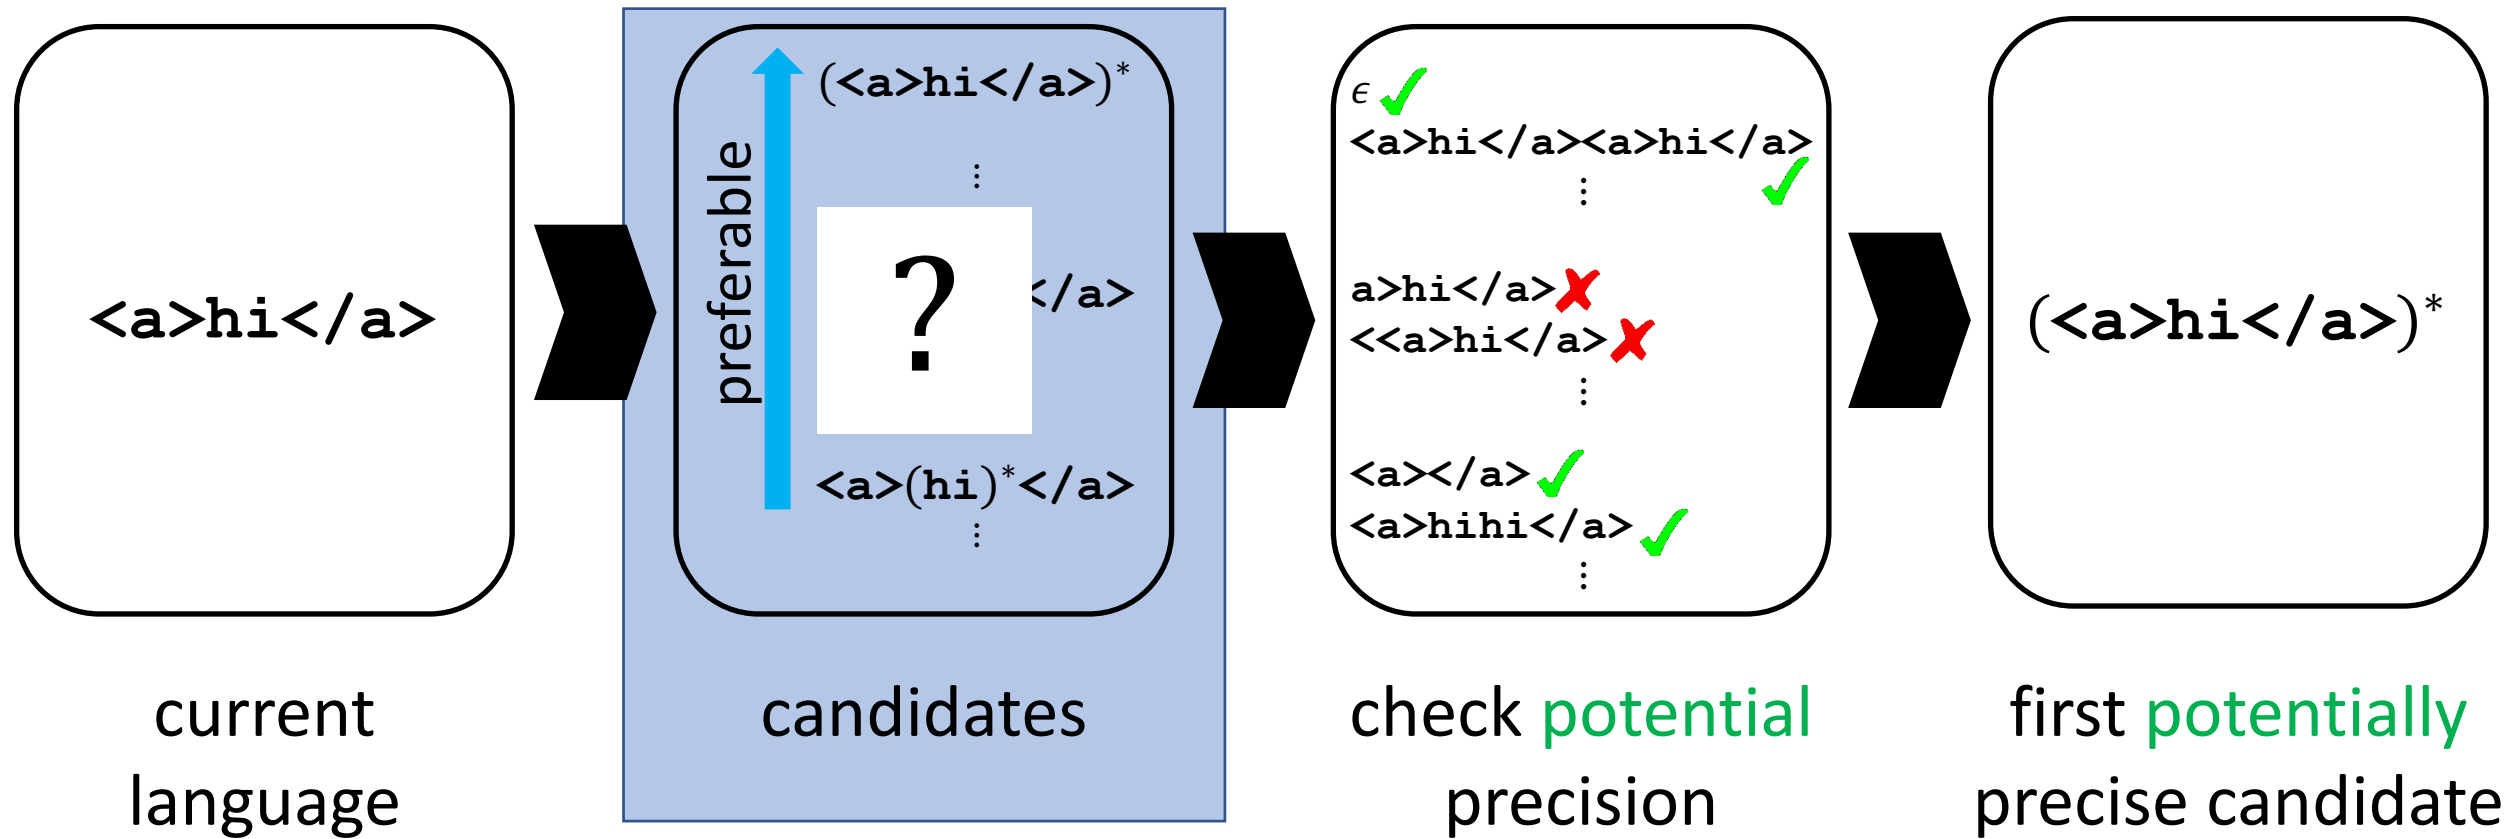 <a>hi</a>
current
language
preferable
(<a>hi</a>)*
⋮
?
</a>
<a>(hi)*</a>
⋮
candidates
ϵ ✓
<a>hi</a><a>hi</a>
✓
⋮
a>hi</a>✘
<<a>hi</a>✘
⋮
<a></a>✓
<a>hihi</a>✓
⋮
check potential
precision
(<a>hi</a>)*
first potentially
precise candidate